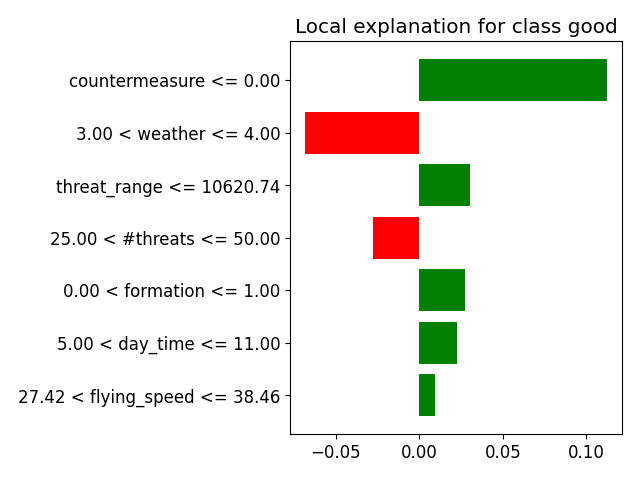 Local explanation for class good
countermeasure <= 0.00
3.00 < weather <= 4.00
threat_range <= 10620.74
25.00 < #threats <= 50.00
0.00 < formation <= 1.00
5.00 < day_time <= 11.00
27.42 < flying_speed <= 38.46
−0.05 0.00 0.05 0.10